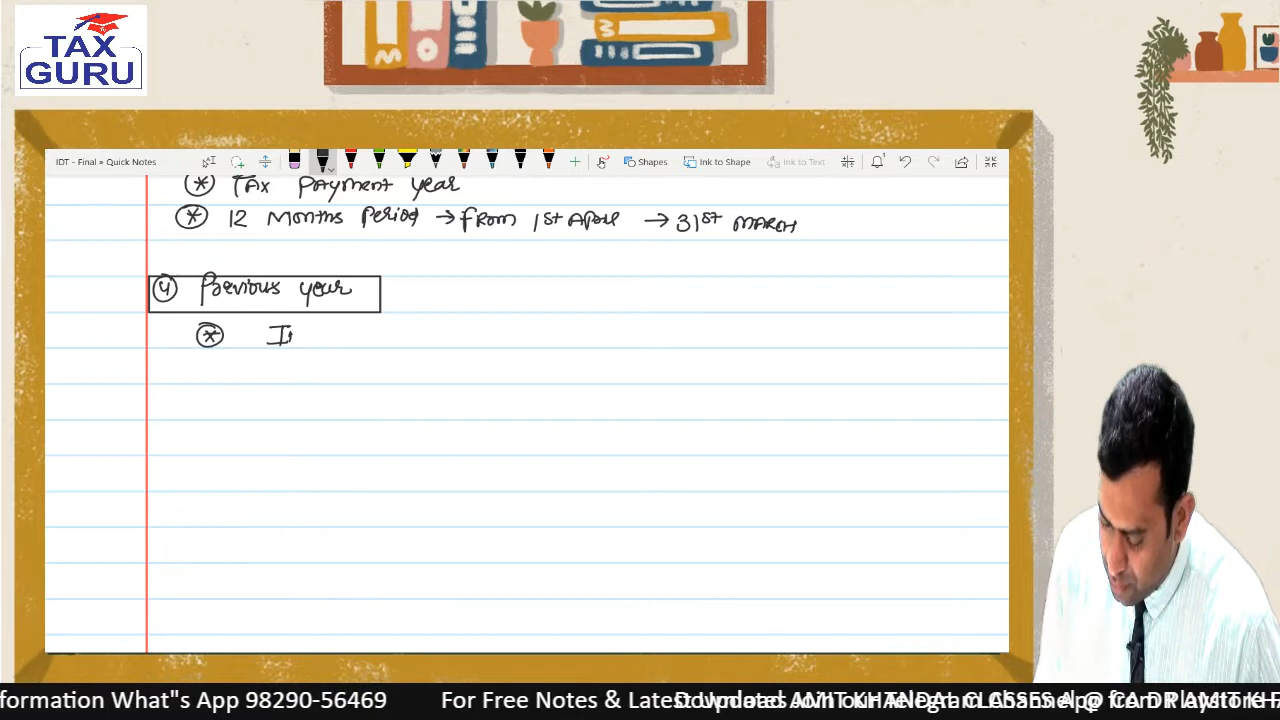 TAX
GURU
IDT - Final » Quick Notes
Shapes
Ink to Shape
Ink to Text
* Tax Payment year
* 12 Months Period → from 1st April → 31st MARCH
4 Previous year
*
formation What"s App 98290-56469 For Free Notes & Latest